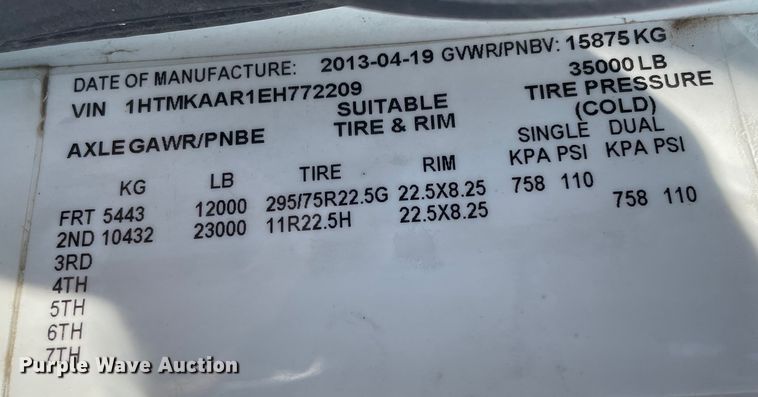 DATE OF MANUFACTURE: 2013-04-19 GVWR/PNBV: 15875 KG
35000 LB
VIN 1HTMKAAR1EH772209
SUITABLE TIRE PRESSURE
AXLE GAWR/PNBE TIRE & RIM (COLD)
SINGLE DUAL
KG LB TIRE RIM KPA PSI KPA PSI
FRT 5443 12000 295/75R22.5G 22.5X8.25 758 110
2ND 10432 23000 11R22.5H 22.5X8.25 758 110
3RD
4TH
5TH
6TH
7TH
Purple Wave Auction